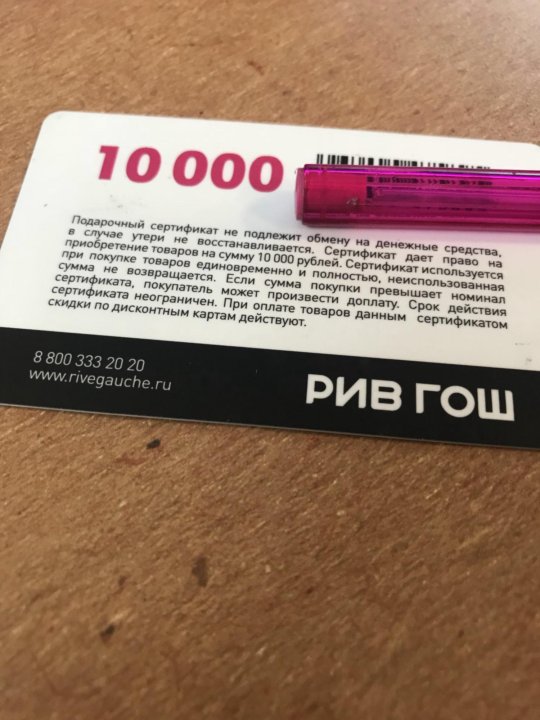 10 000
Подарочный сертификат не подлежит обмену на денежные средства,
в случае утери не восстанавливается. Сертификат дает право на
приобретение товаров на сумму 10 000 рублей. Сертификат используется
при покупке товаров единовременно и полностью, неиспользованная
сумма не возвращается. Если сумма покупки превышает номинал
сертификата, покупатель может произвести доплату. Срок действия
сертификата неограничен. При оплате товаров данным сертификатом
скидки по дисконтным картам действуют.
8 800 333 20 20
www.rivegauche.ru
РИВ ГОШ